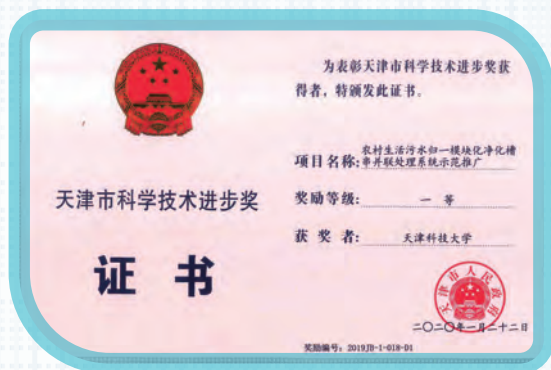 天津市科学技术进步奖
证 书
为表彰天津市科学技术进步奖获
得者，特颁发此证书。
项目名称:农村生活污水归一模块化净化槽
串并联处理系统示范推广
奖励等级: 一 等
获 奖 者: 天津科技大学
天津市人民政府
二〇二〇年一月二十二日
奖励编号: 2019JB-1-018-D1